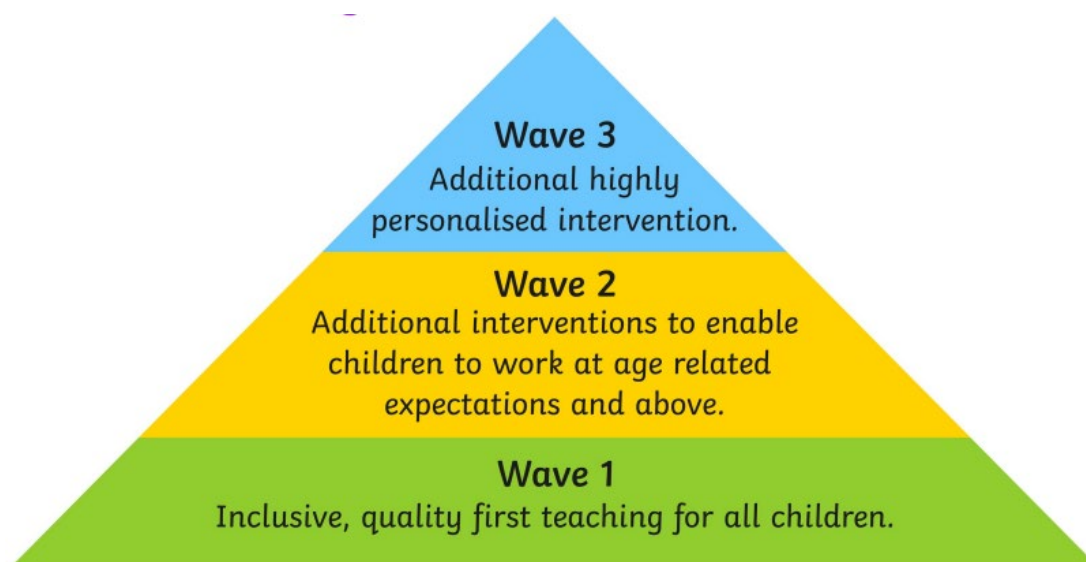 Wave 3
Additional highly
personalised intervention.
Wave 2
Additional interventions to enable
children to work at age related
expectations and above.
Wave 1
Inclusive, quality first teaching for all children.